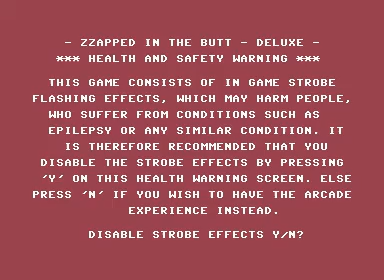 - ZZAPPED IN THE BUTT - DELUXE -
*** HEALTH AND SAFETY WARNING ***
THIS GAME CONSISTS OF IN GAME STROBE
FLASHING EFFECTS, WHICH MAY HARM PEOPLE,
WHO SUFFER FROM CONDITIONS SUCH AS
EPILEPSY OR ANY SIMILAR CONDITION. IT
IS THEREFORE RECOMMENDED THAT YOU
DISABLE THE STROBE EFFECTS BY PRESSING
'Y' ON THIS HEALTH WARNING SCREEN. ELSE
PRESS 'N' IF YOU WISH TO HAVE THE ARCADE
EXPERIENCE INSTEAD.
DISABLE STROBE EFFECTS Y/N?